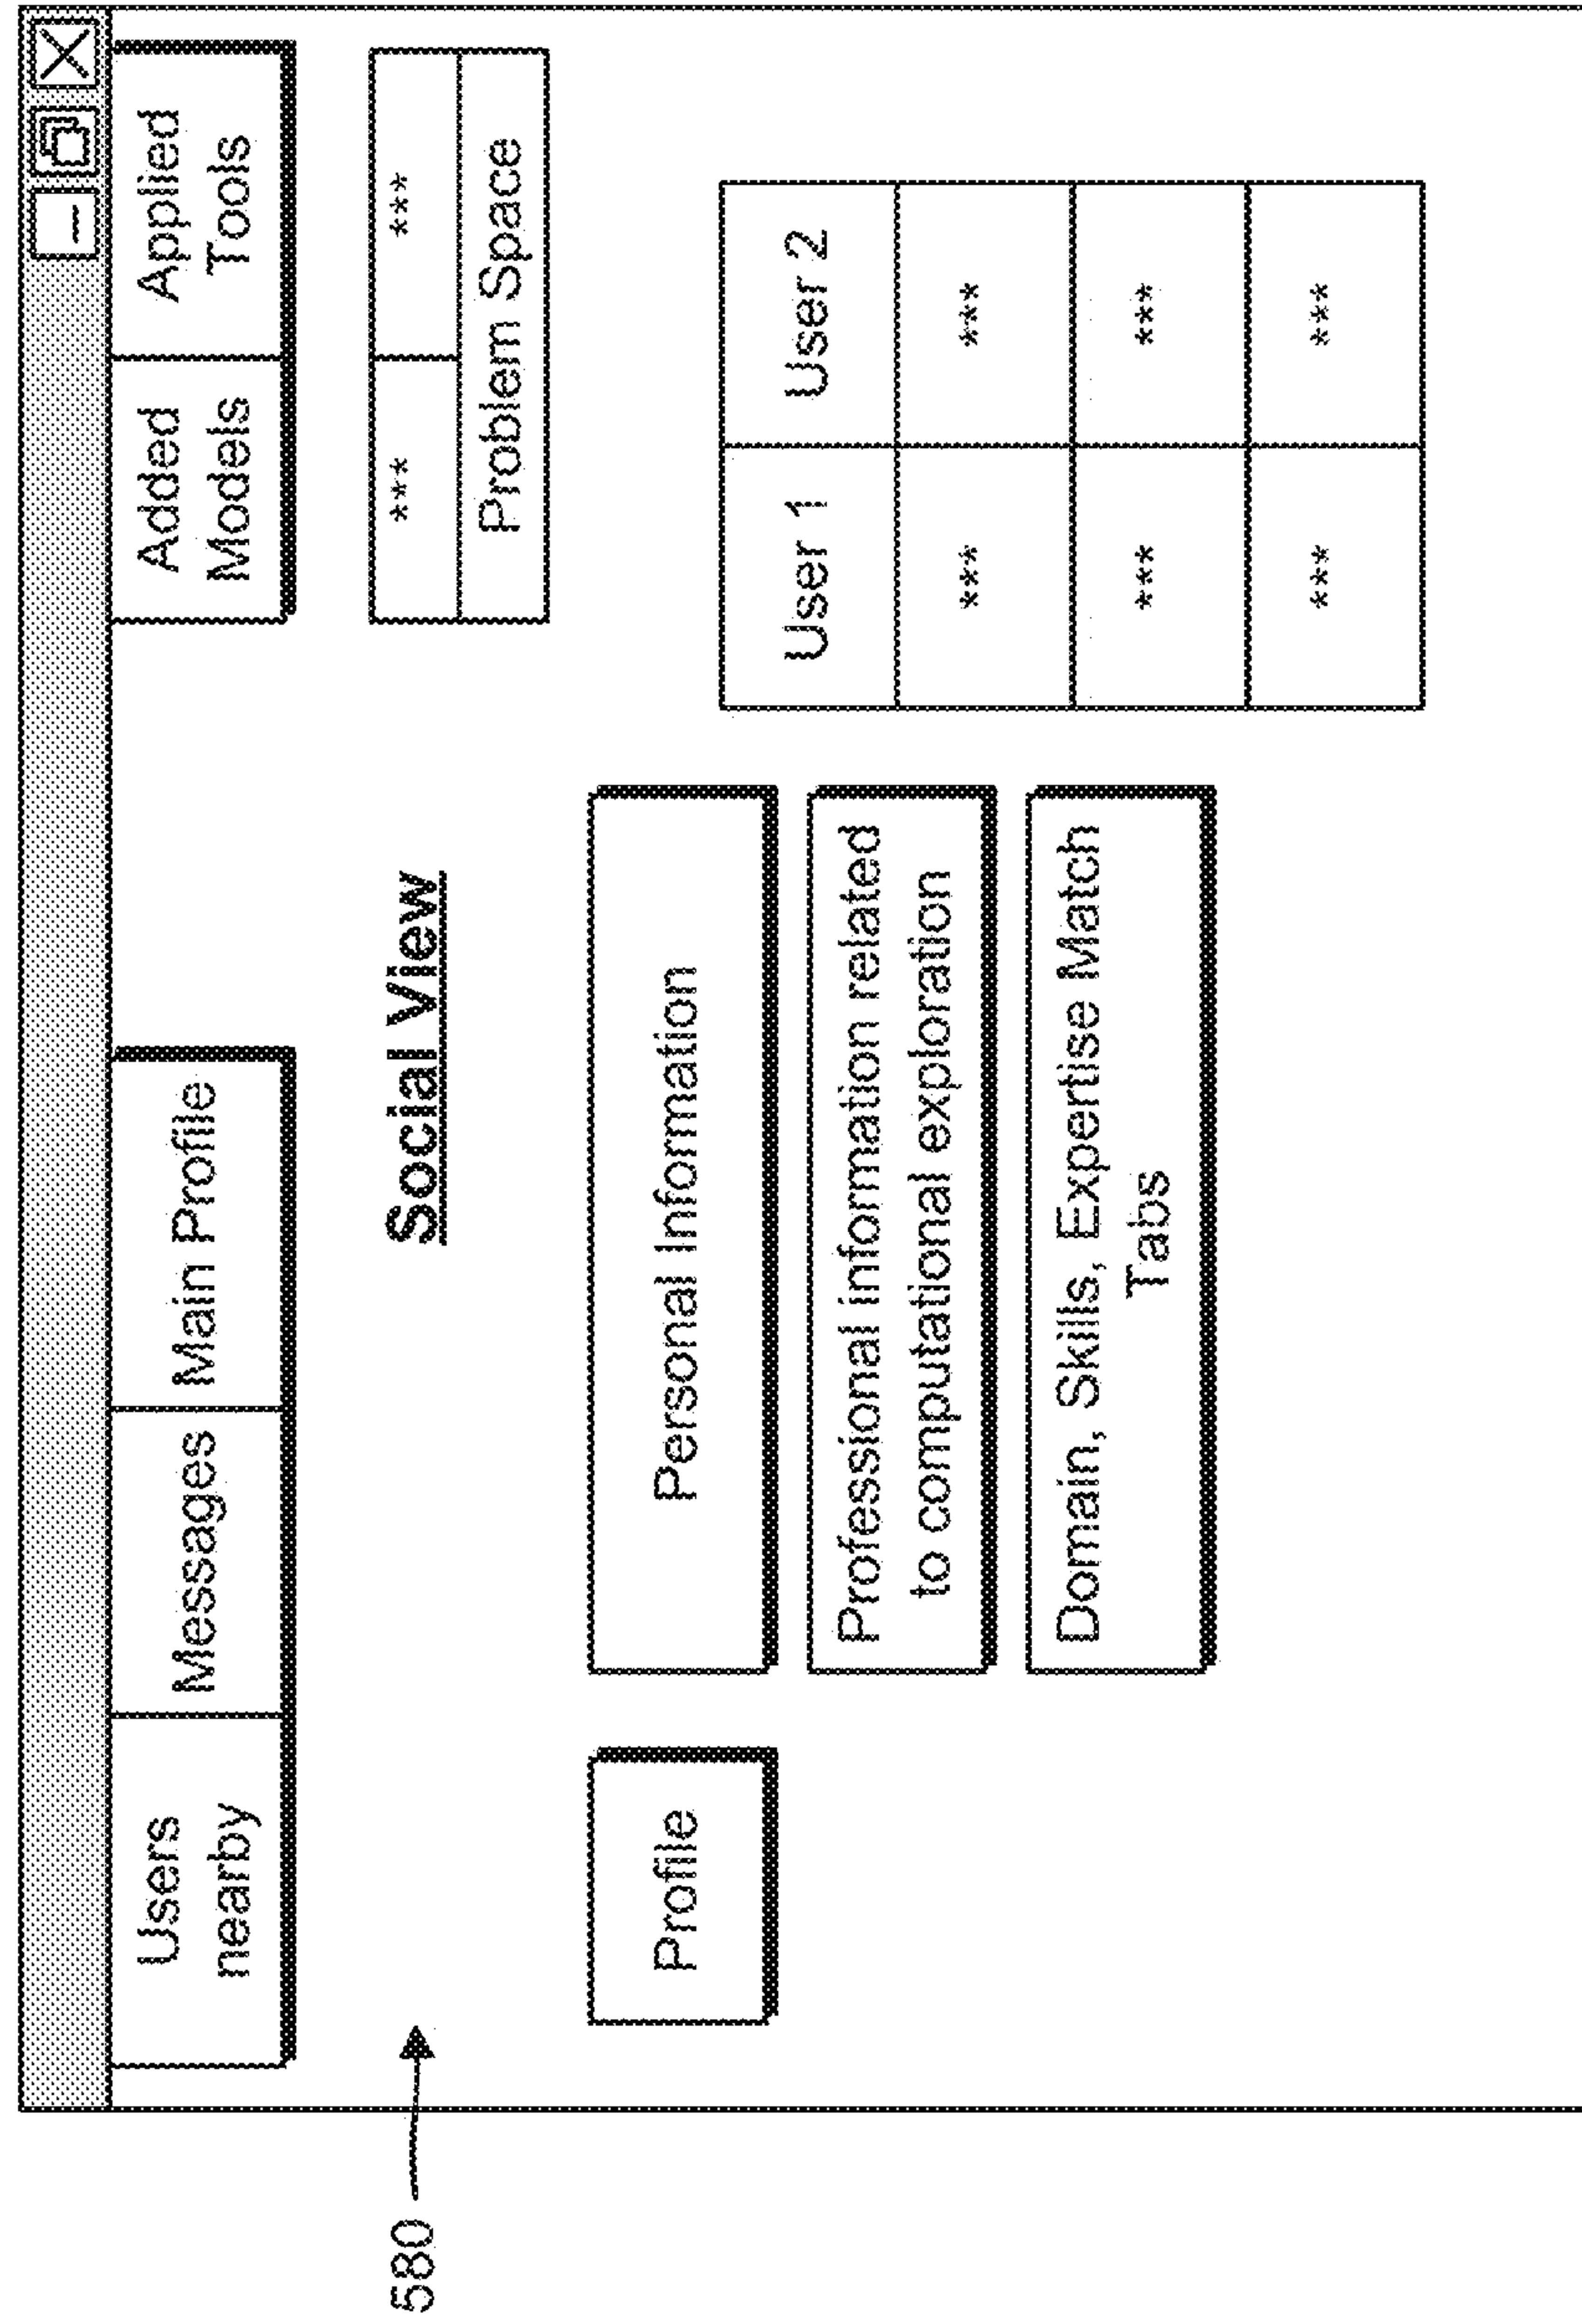 Users
nearby
Messages
Main Profile
Added
Models
Applied
Tools
580
Social View
***
***
Problem Space
Profile
Personal Information
Professional information related
to computational exploration
Domain, Skills, Expertise Match
Tabs
User 1
User 2
***
***
***
***
***
***